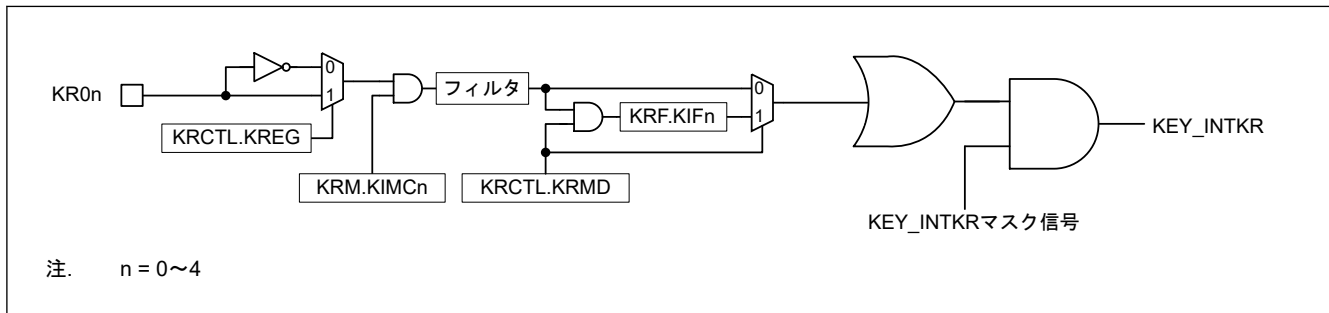 KR0n
0
1
KRCTL.KREG
KRM.KIMCn
フィルタ
KRF.KIFn
KRCTL.KRMD
0
1
KEY_INTKR
KEY_INTKRマスク信号
注. n = 0～4